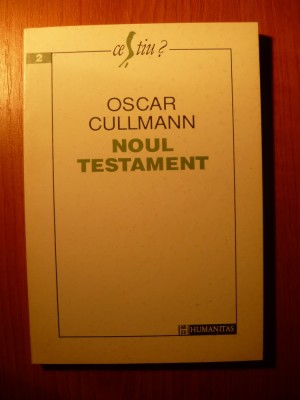 ce Știu?
2
OSCAR
CULLMANN
NOUL
TESTAMENT
HUMANITAS